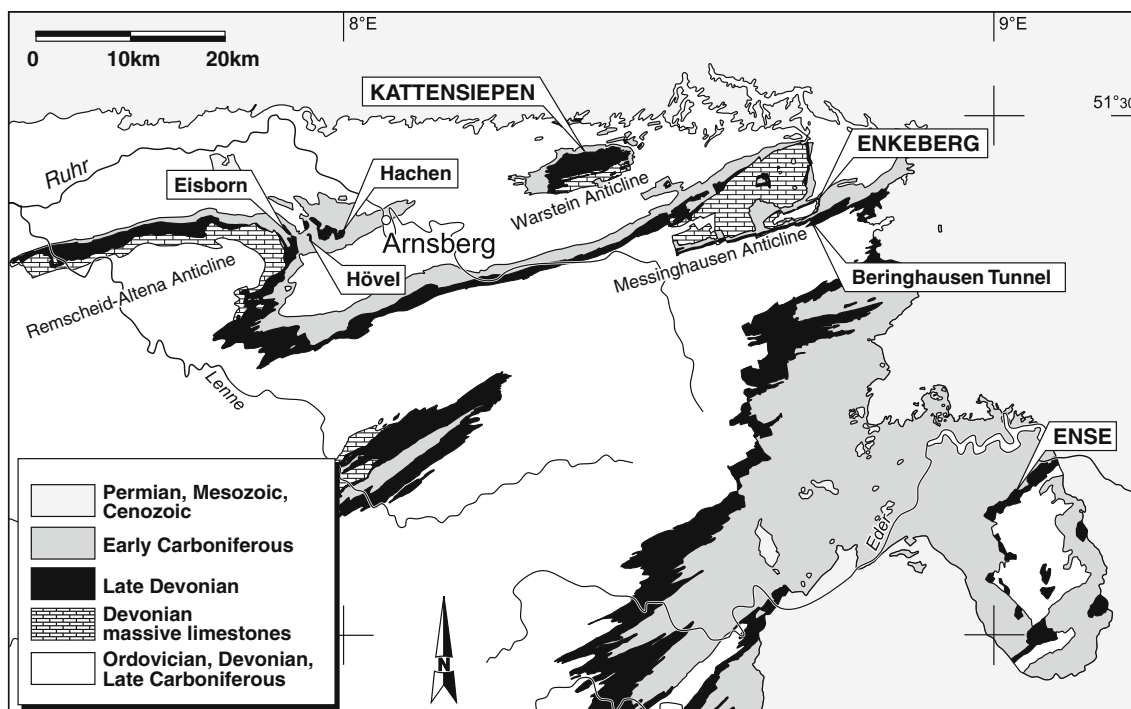 8°E
9°E
0
10km
20km
51°30
KATTENSIEPEN
ENKEBERG
Ruhr
Eisborn
Hachen
Warstein Anticline
Arnsberg
Hövel
Messinghausen Anticline
Beringhausen Tunnel
Remscheid-Altena Anticline
Lenne
ENSE
Eder
Permian, Mesozoic,
Cenozoic
Early Carboniferous
Late Devonian
Devonian
massive limestones
Ordovician, Devonian,
Late Carboniferous
N